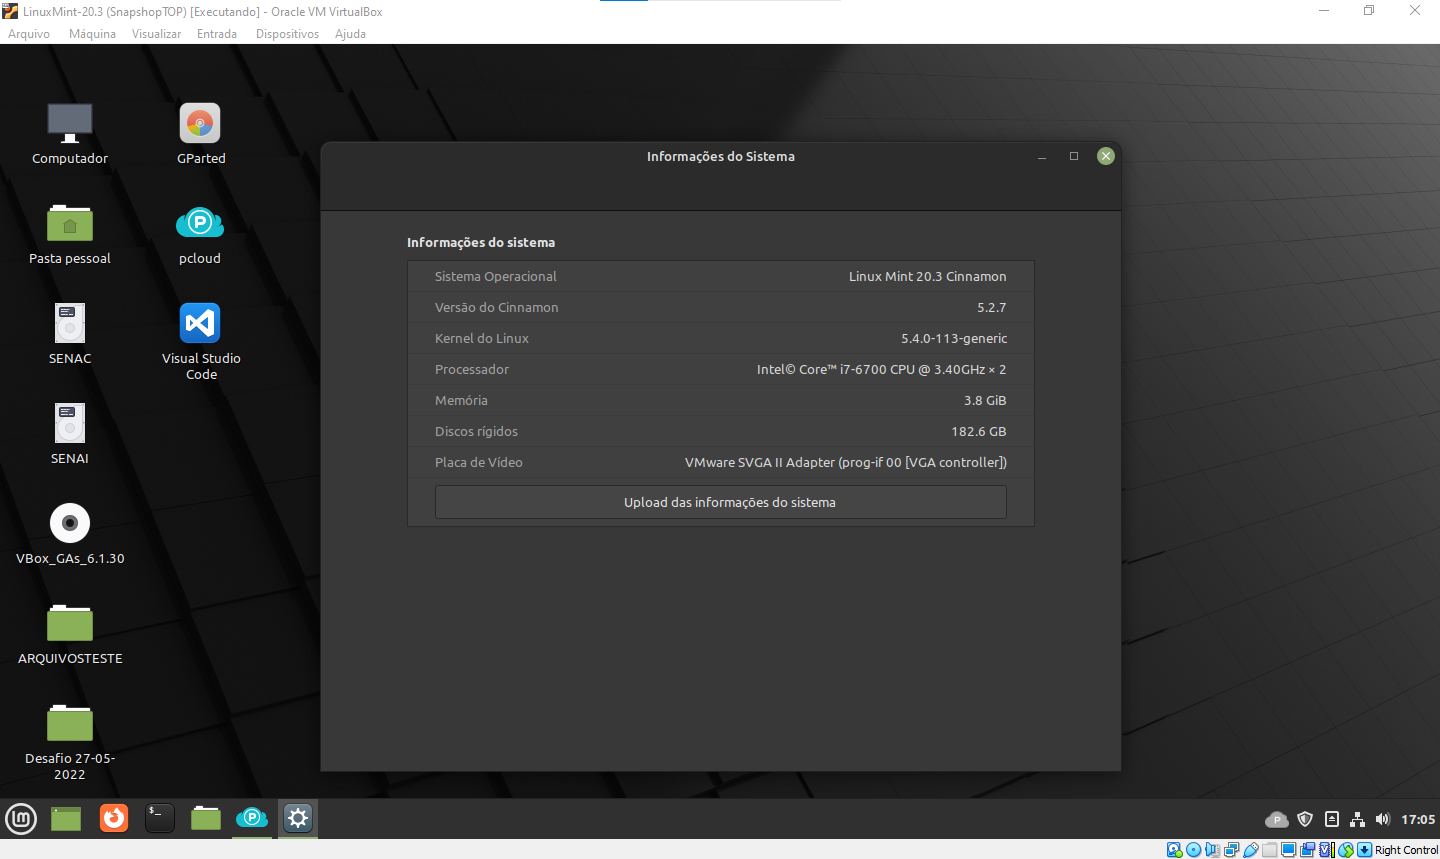 LinuxMint-20.3 (SnapshopTOP) [Executando] - Oracle VM VirtualBox
Arquivo Máquina Visualizar Entrada Dispositivos Ajuda
Computador
GParted
Pasta pessoal
pcloud
SENAC
Visual Studio
Code
SENAI
VBox_GAs_6.1.30
ARQUIVOSTESTE
Desafio 27-05-
2022
Informações do Sistema
Informações do sistema
Sistema Operacional Linux Mint 20.3 Cinnamon
Versão do Cinnamon 5.2.7
Kernel do Linux 5.4.0-113-generic
Processador Intel© Core™ i7-6700 CPU @ 3.40GHz × 2
Memória 3.8 GiB
Discos rígidos 182.6 GB
Placa de Vídeo VMware SVGA II Adapter (prog-if 00 [VGA controller])
Upload das informações do sistema
17:05
Right Control